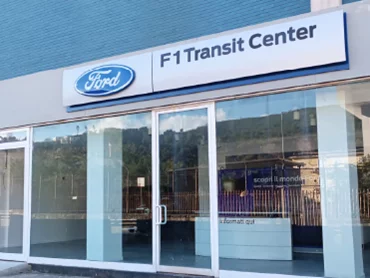 Ford
F1 Transit Center
scopri il mondo